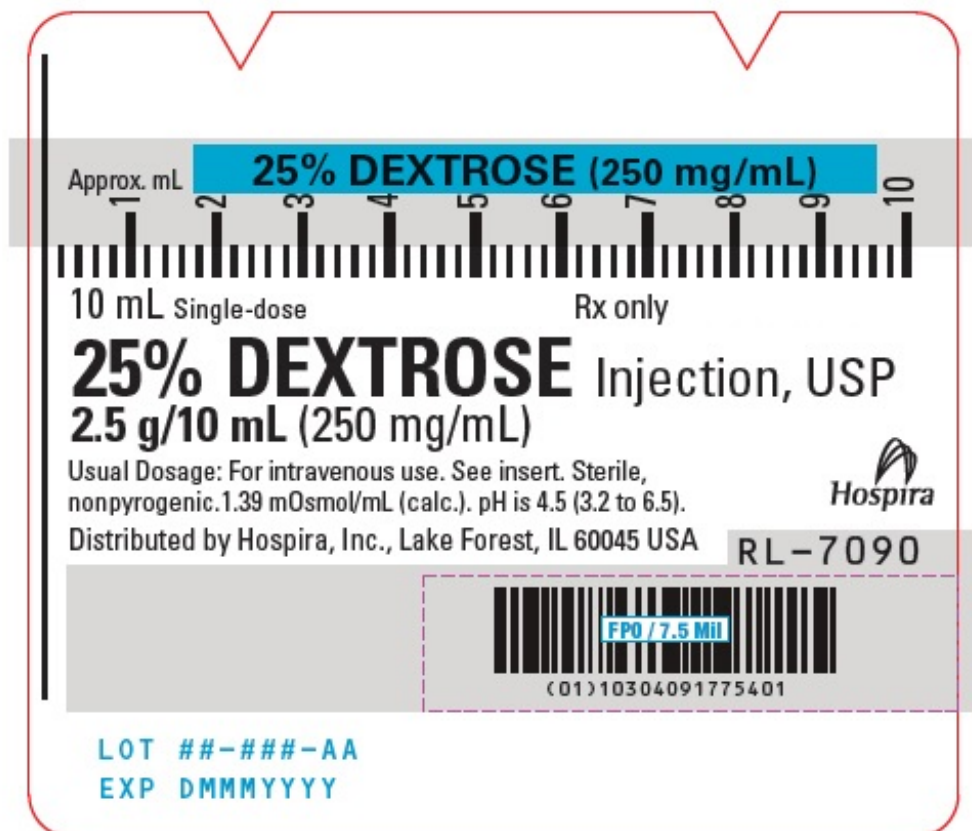 25% DEXTROSE (250 mg/mL)
Approx. mL
1 2 3 4 5 6 7 8 9 10
10 mL Single-dose Rx only
25% DEXTROSE Injection, USP
2.5 g/10 mL (250 mg/mL)
Usual Dosage: For intravenous use. See insert. Sterile,
nonpyrogenic.1.39 mOsmol/mL (calc.). pH is 4.5 (3.2 to 6.5).
Hospira
Distributed by Hospira, Inc., Lake Forest, IL 60045 USA
RL-7090
FPO / 7.5 Mil
(01)10304091775401
LOT ##-###-AA
EXP DMMMYYYY